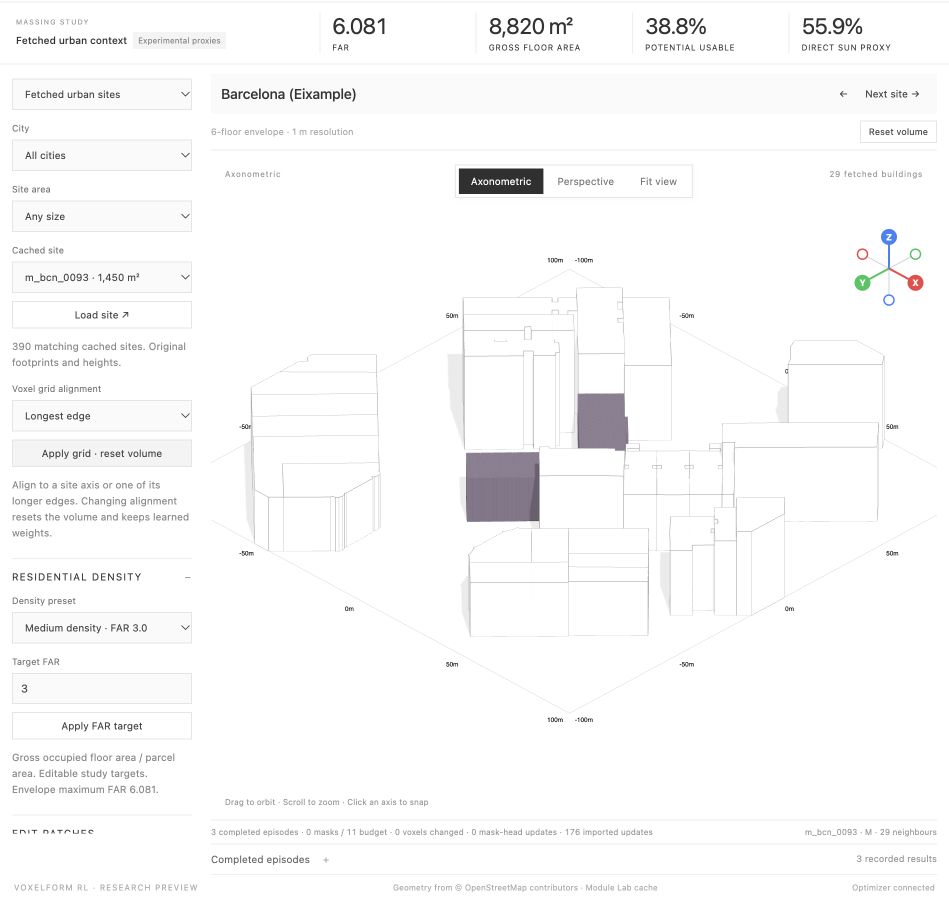 MASSING STUDY
Fetched urban context
Experimental proxies
6.081
FAR
8,820 m²
GROSS FLOOR AREA
38.8%
POTENTIAL USABLE
55.9%
DIRECT SUN PROXY
Fetched urban sites
City
All cities
Site area
Any size
Cached site
m_bcn_0093 · 1,450 m²
Load site ↗
390 matching cached sites. Original
footprints and heights.
Voxel grid alignment
Longest edge
Apply grid · reset volume
Align to a site axis or one of its
longer edges. Changing alignment
resets the volume and keeps learned
weights.
RESIDENTIAL DENSITY −
Density preset
Medium density · FAR 3.0
Target FAR
3
Apply FAR target
Gross occupied floor area / parcel
area. Editable study targets.
Envelope maximum FAR 6.081.
EDIT PATCHES
Barcelona (Eixample)
← Next site →
6-floor envelope · 1 m resolution
Reset volume
Axonometric
Axonometric Perspective Fit view
29 fetched buildings
Z
Y
X
100m -100m
50m -50m
0
-50m 50m
-50m 50m
0m 0m
50m -50m
100m -100m
Drag to orbit · Scroll to zoom · Click an axis to snap
3 completed episodes · 0 masks / 11 budget · 0 voxels changed · 0 mask-head updates · 176 imported updates
m_bcn_0093 · M · 29 neighbours
Completed episodes +
3 recorded results
VOXELFORM RL · RESEARCH PREVIEW
Geometry from © OpenStreetMap contributors · Module Lab cache
Optimizer connected